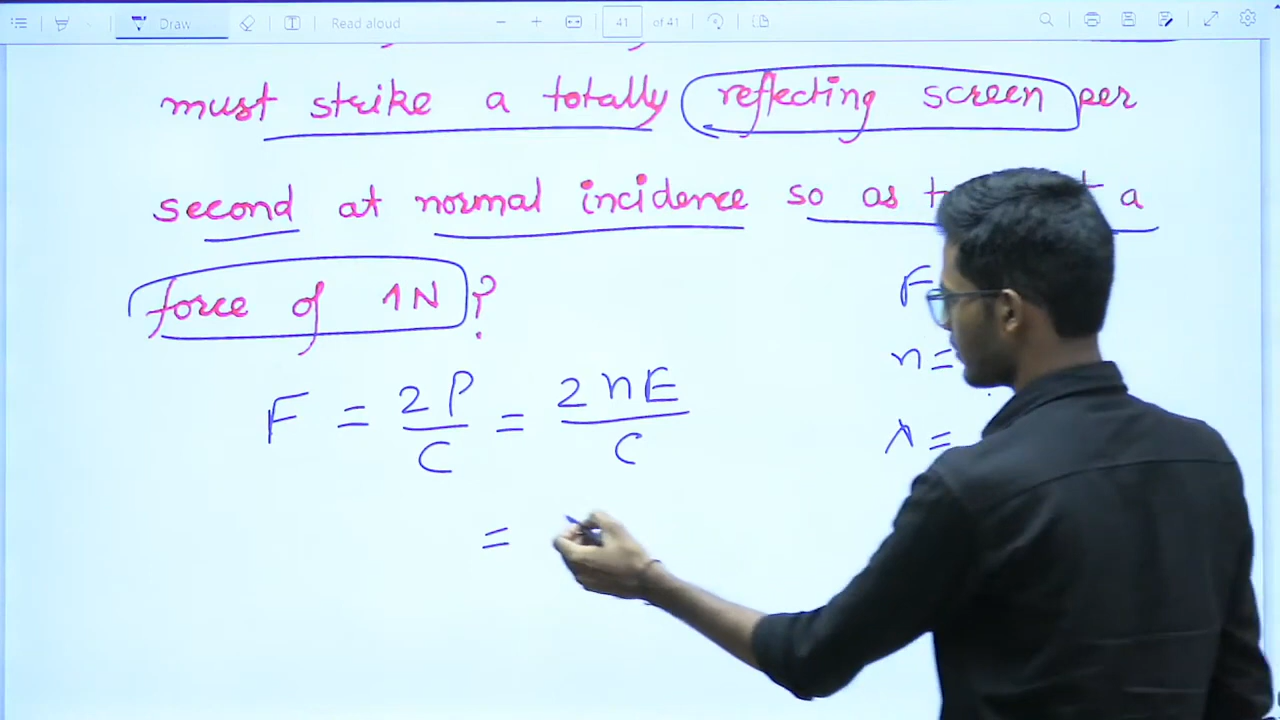 Draw
Read aloud
41 of 41
must strike a totally reflecting screen per
second at normal incidence so as a
force of 1N?
F
n=
λ=
F = 2P/C = 2nE/C
=